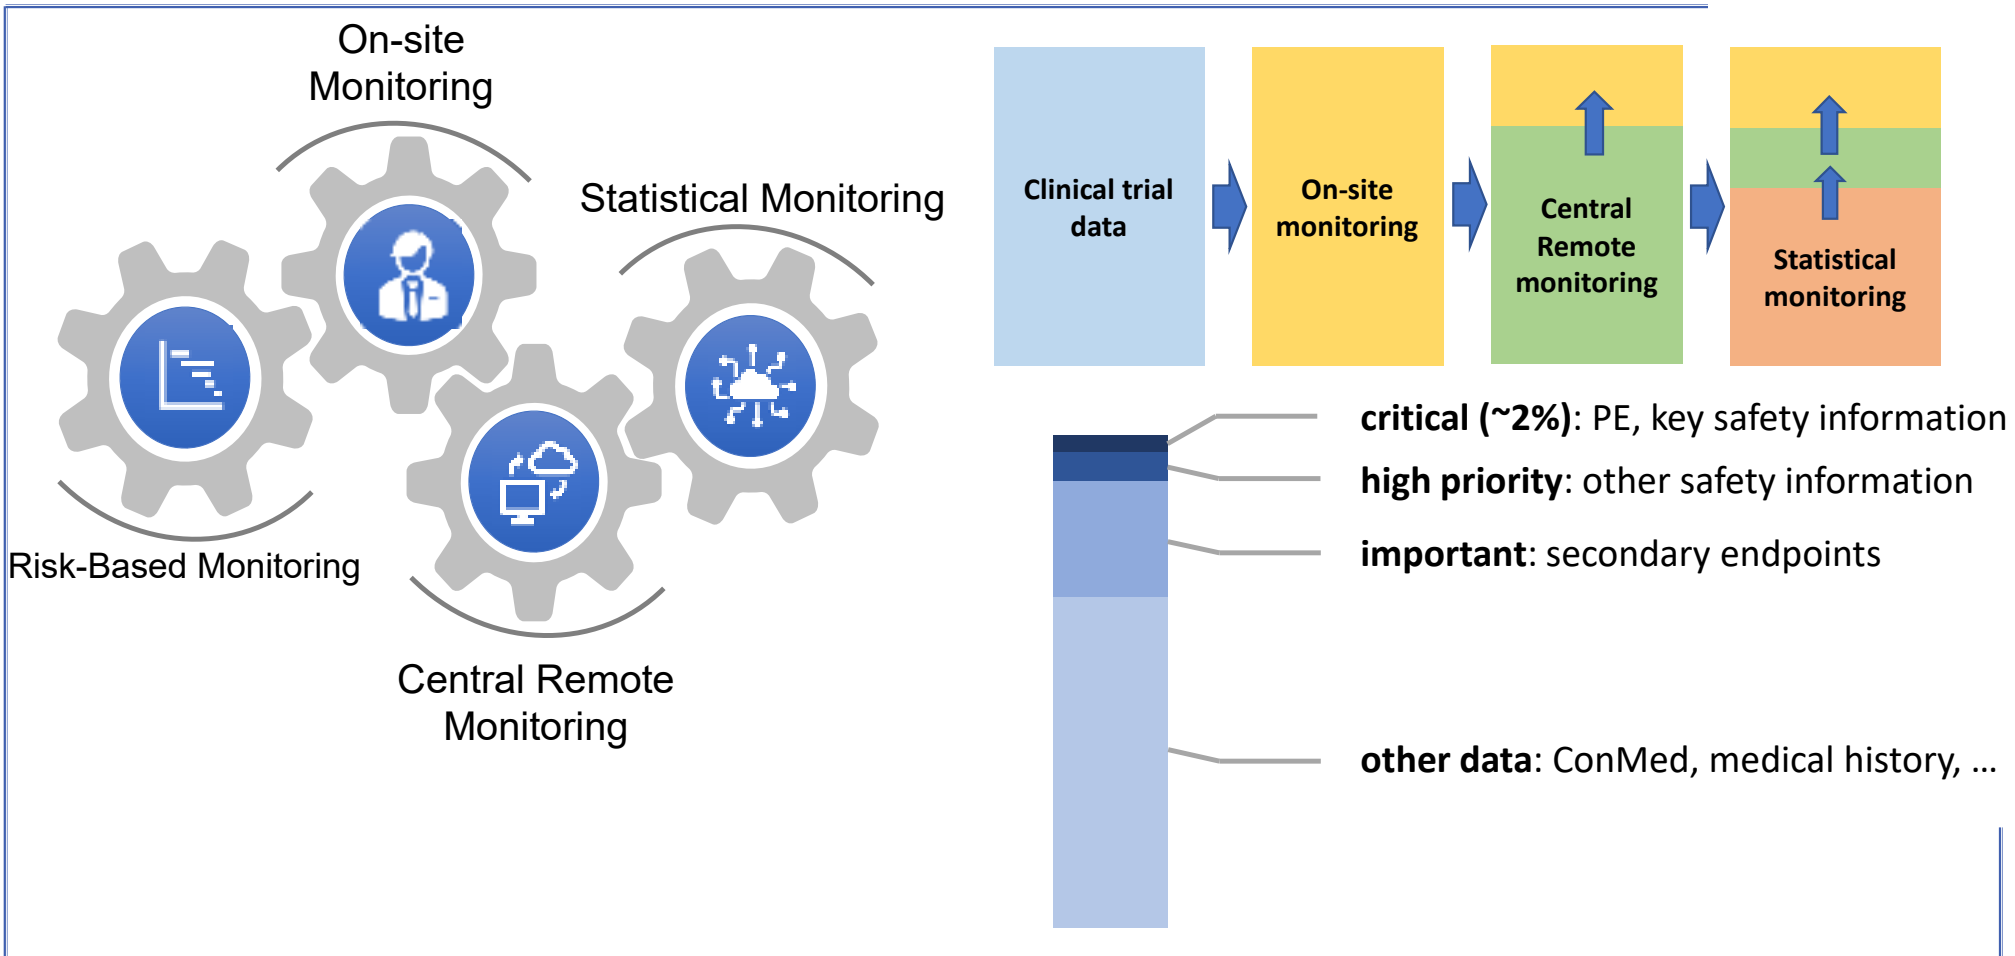 On-site
Monitoring
Statistical Monitoring
Risk-Based Monitoring
Central Remote
Monitoring
Clinical trial
data
On-site
monitoring
Central
Remote
monitoring
Statistical
monitoring
critical (~2%): PE, key safety information
high priority: other safety information
important: secondary endpoints
other data: ConMed, medical history, ...